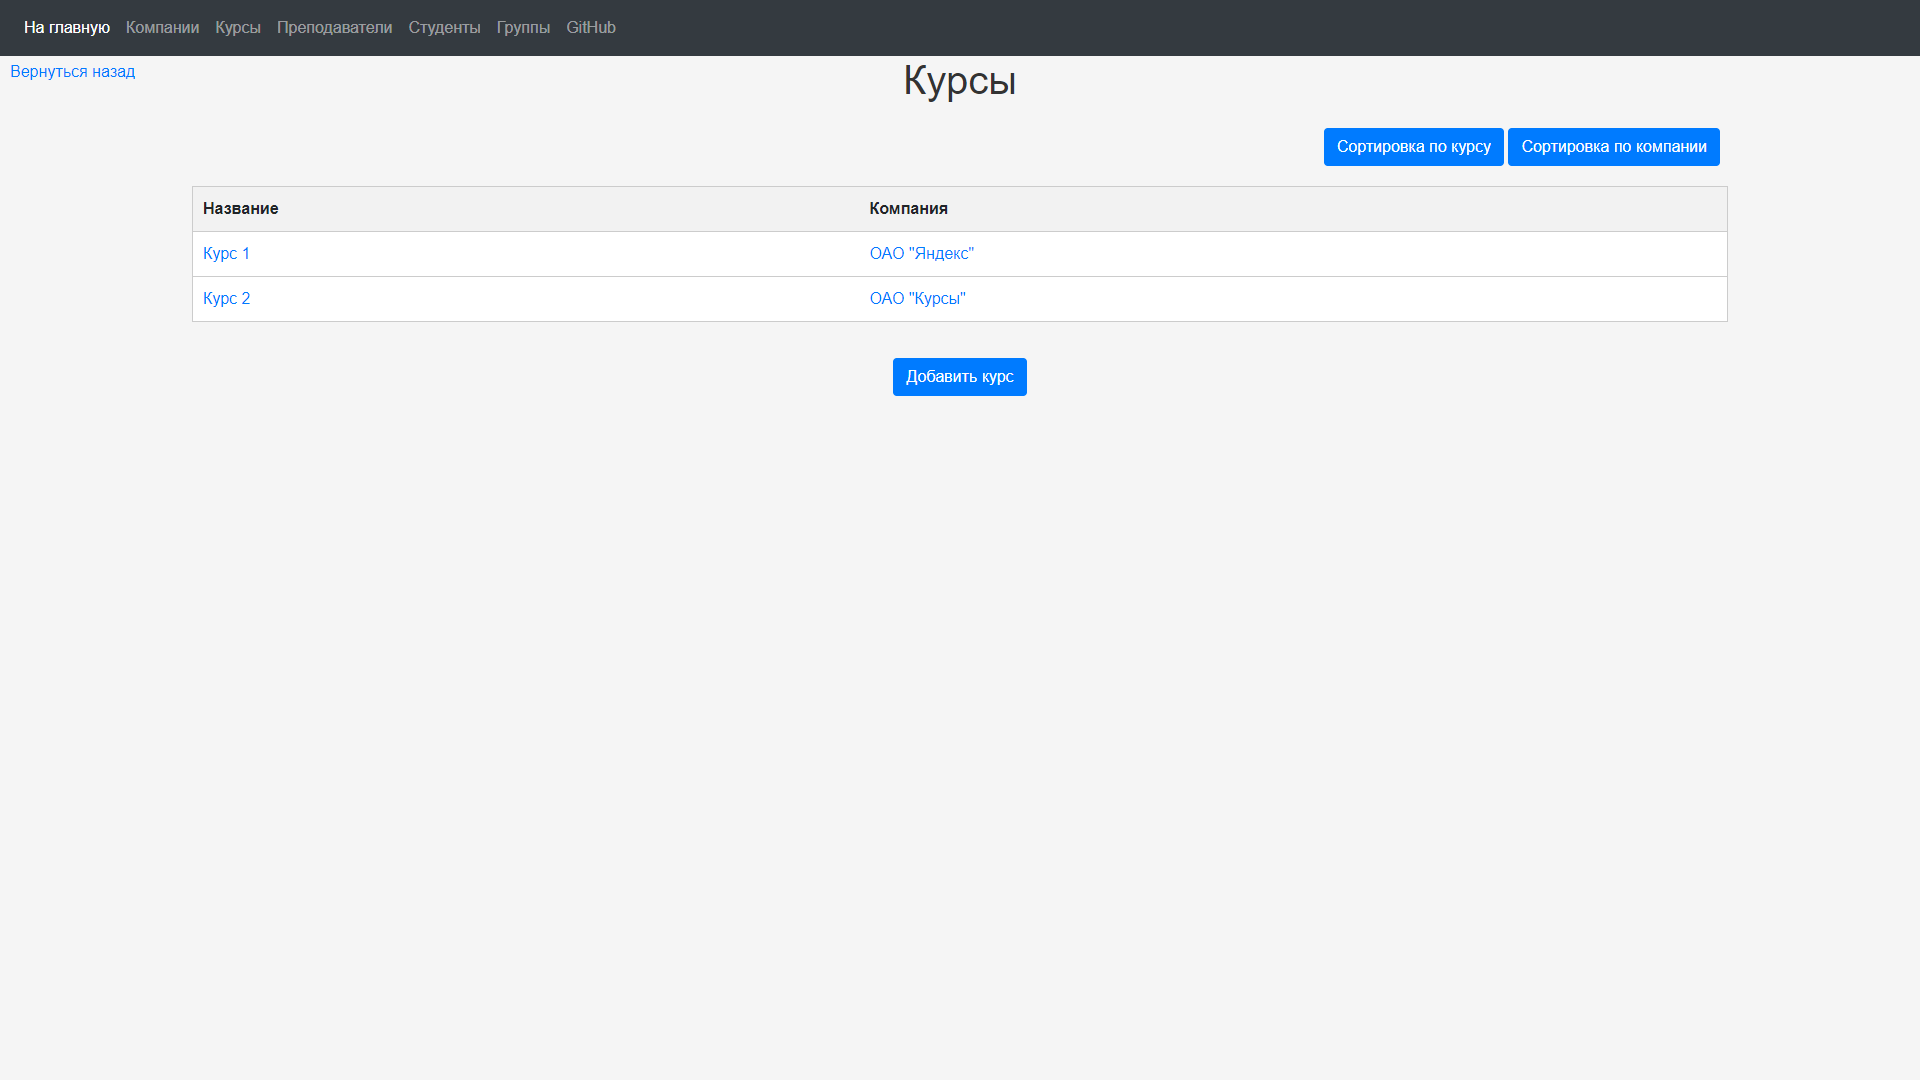 На главную Компании Курсы Преподаватели Студенты Группы GitHub
Вернуться назад
Курсы
Сортировка по курсу Сортировка по компании
Название Компания
Курс 1 ОАО "Яндекс"
Курс 2 ОАО "Курсы"
Добавить курс